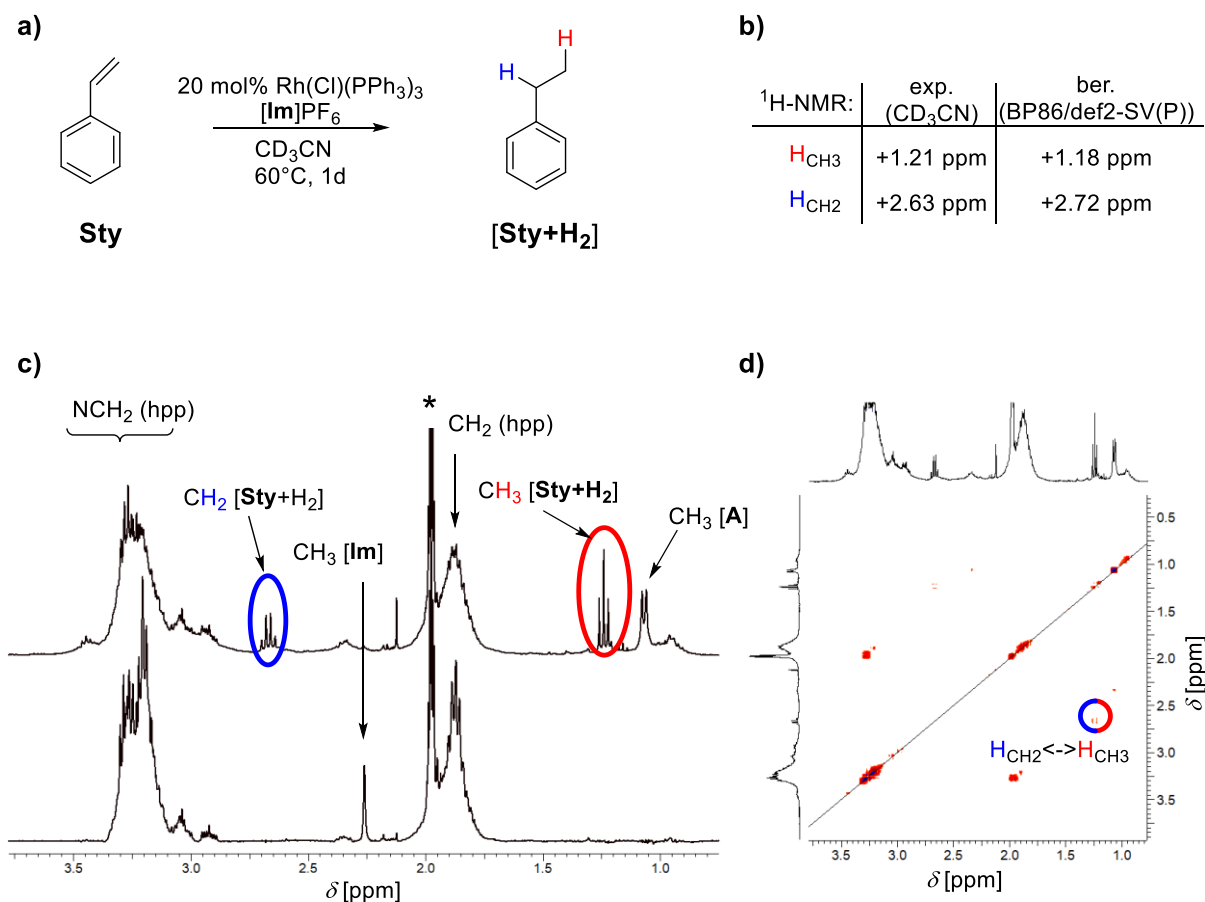 a)
20 mol% Rh(Cl)(PPh3)3
[Im]PF6
CD3CN
60°C, 1d
H
H
Sty
[Sty+H2]
b)
1H-NMR:
exp.
(CD3CN)
ber.
(BP86/def2-SV(P))
HCH3
+1.21 ppm
+1.18 ppm
HCH2
+2.63 ppm
+2.72 ppm
c)
NCH2 (hpp)
*
CH2 (hpp)
CH2 [Sty+H2]
CH3 [Sty+H2]
CH3 [Im]
CH3 [A]
3.5 3.0 2.5 2.0 1.5 1.0
δ [ppm]
d)
0.5
1.0
1.5
2.0
2.5
3.0
3.5
δ [ppm]
HCH2<->HCH3
3.5 3.0 2.5 2.0 1.5 1.0
δ [ppm]